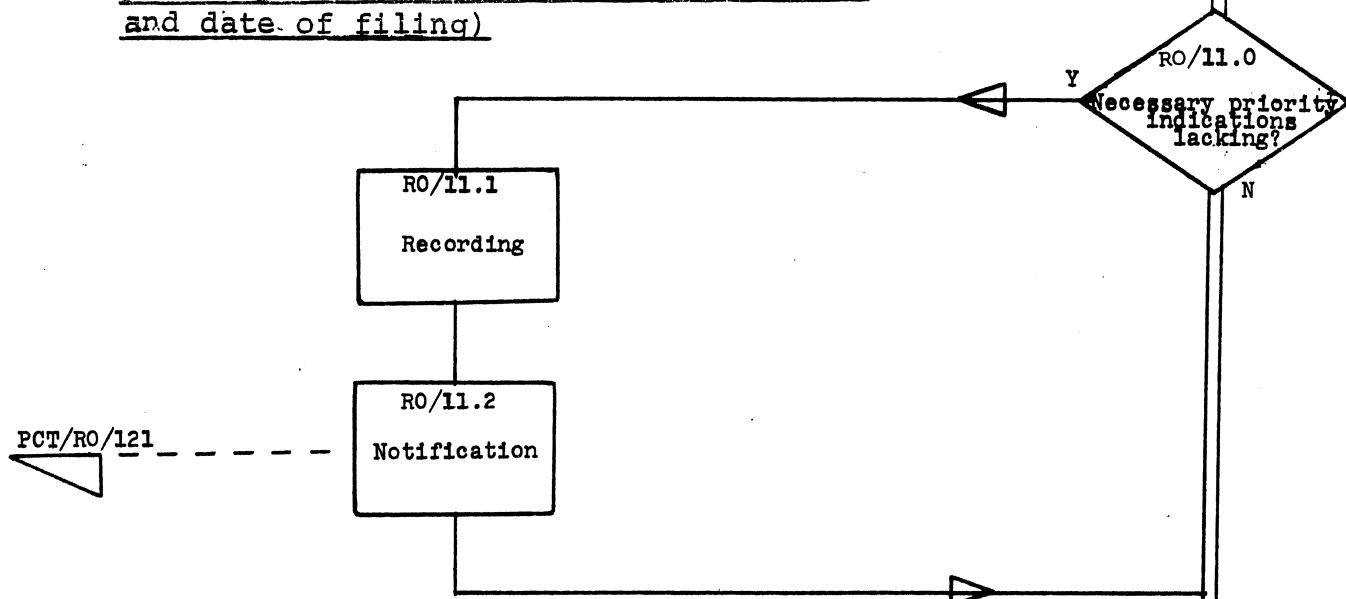 and date of filing)
RO/11.0
Y
Necessary priority
indications
lacking?
N
RO/11.1
Recording
RO/11.2
Notification
PCT/RO/121